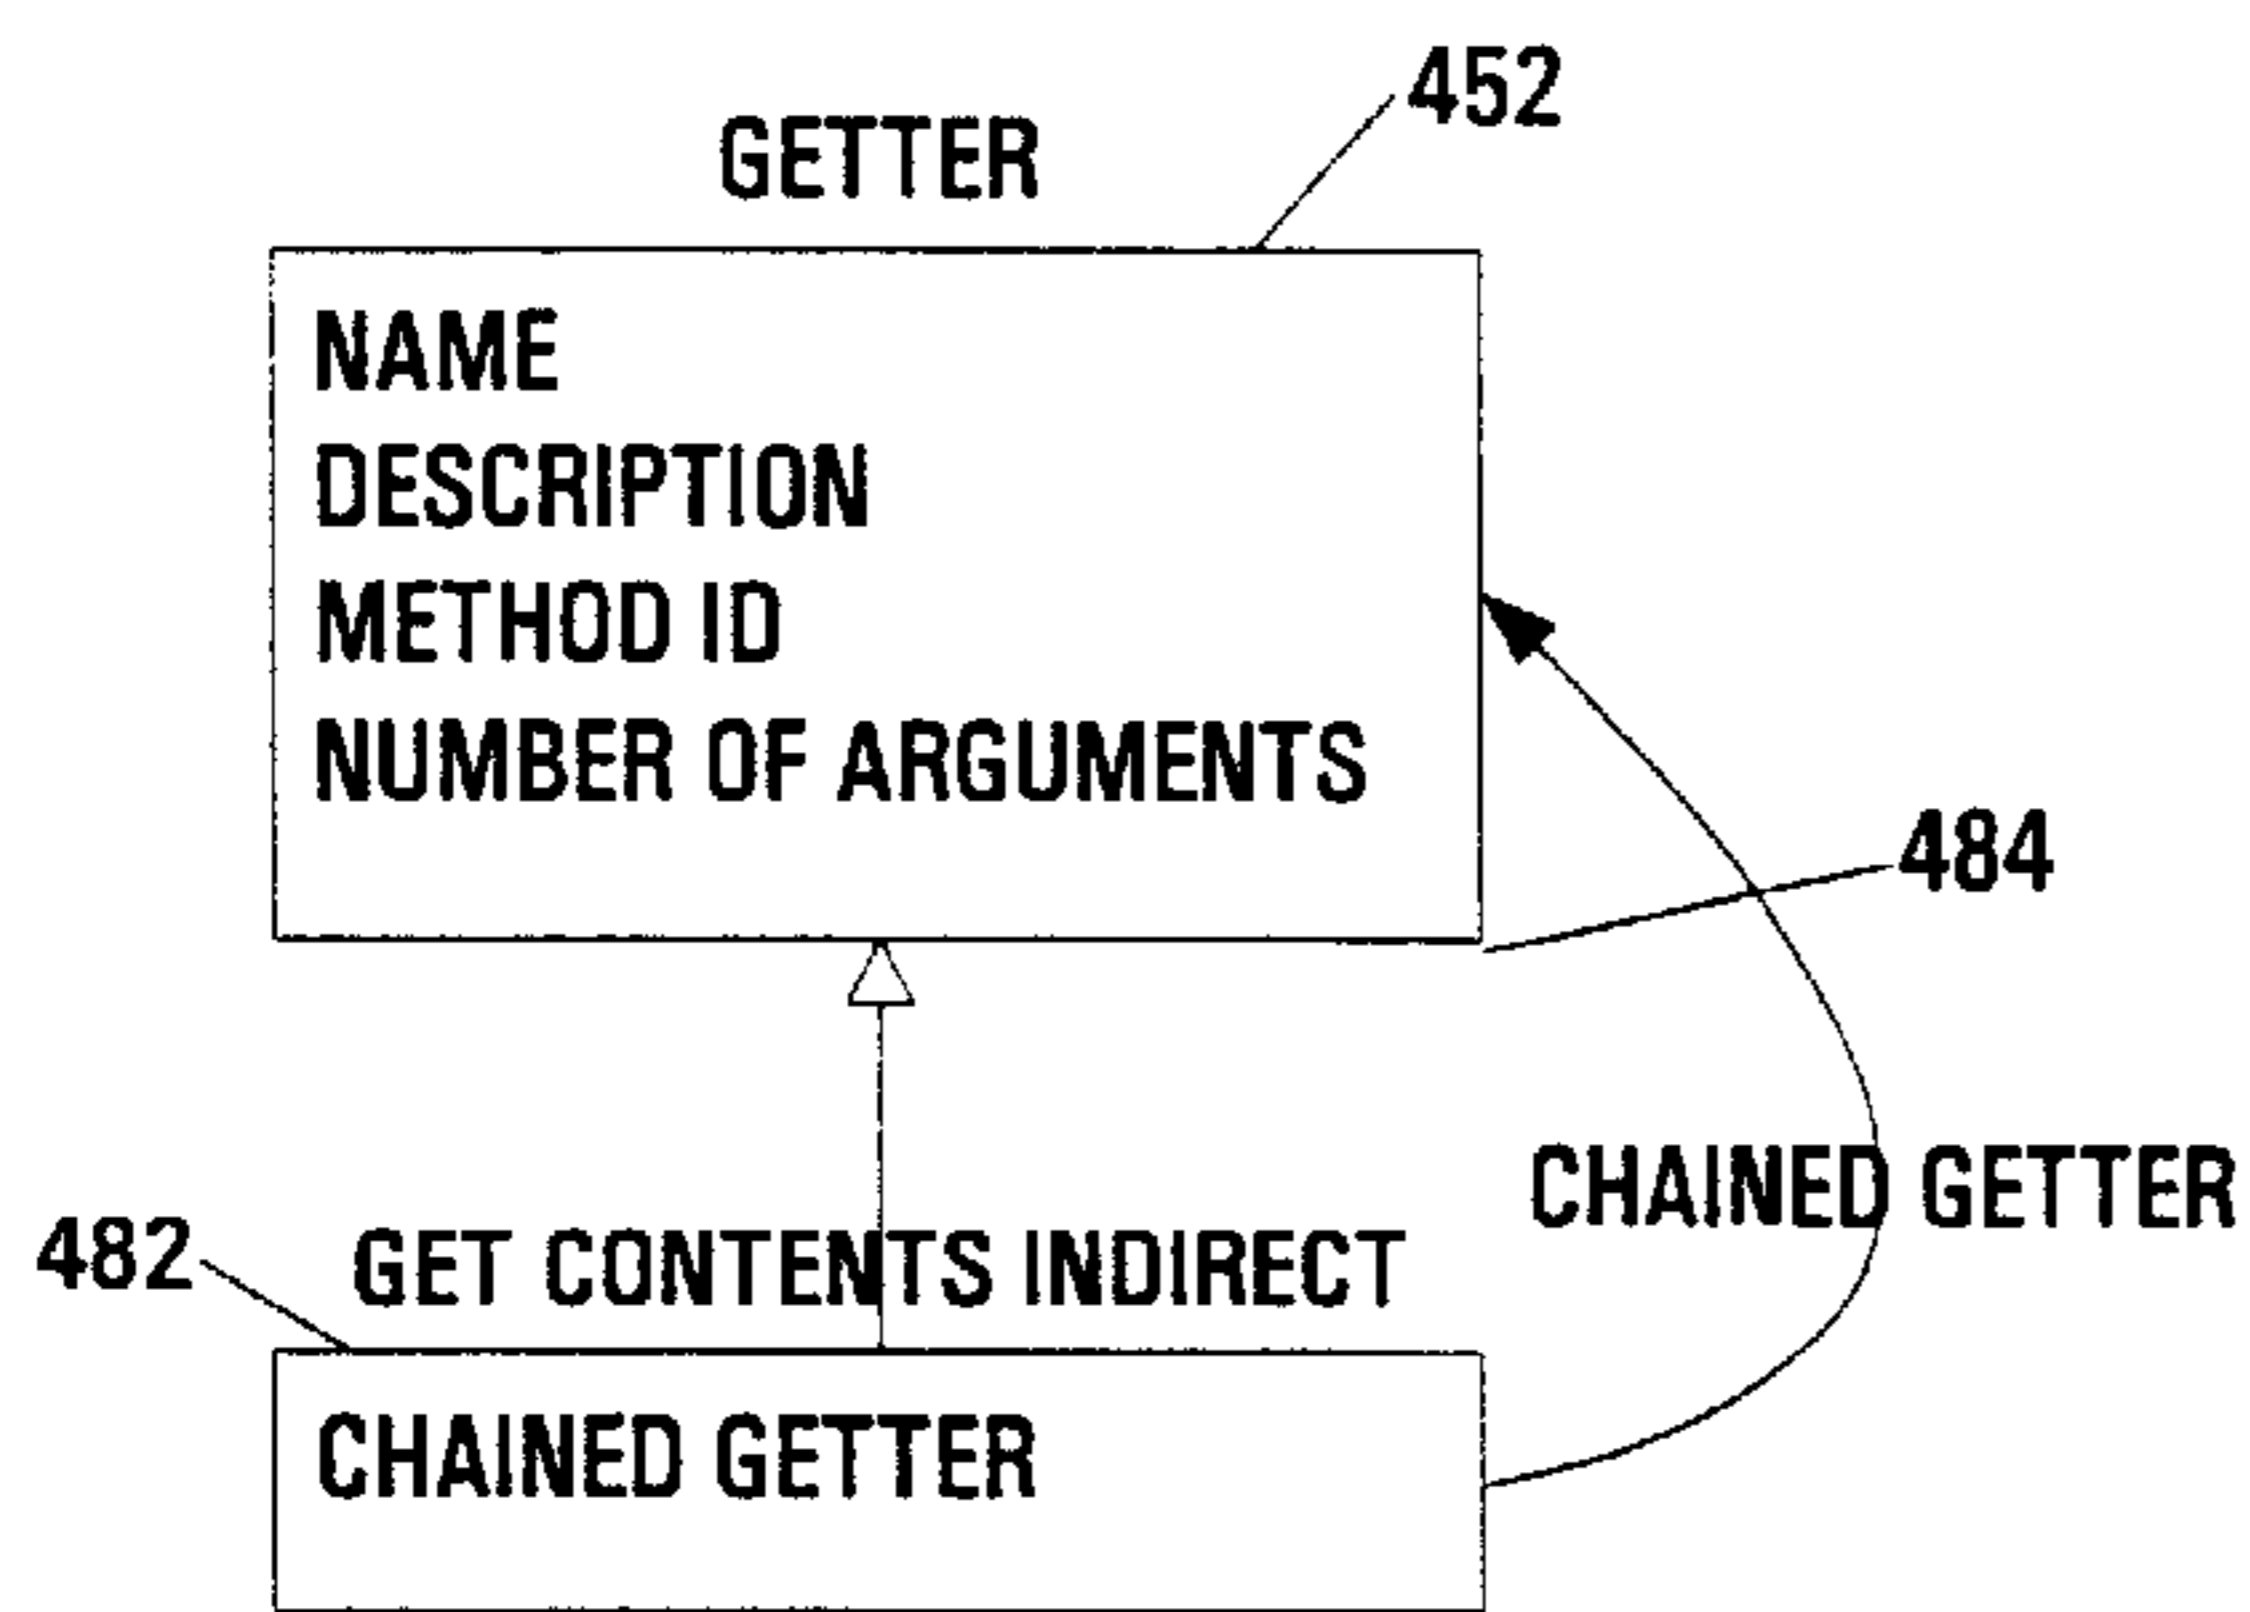 452
GETTER
NAME
DESCRIPTION
METHOD ID
NUMBER OF ARGUMENTS
484
CHAINED GETTER
482
GET CONTENTS INDIRECT
CHAINED GETTER